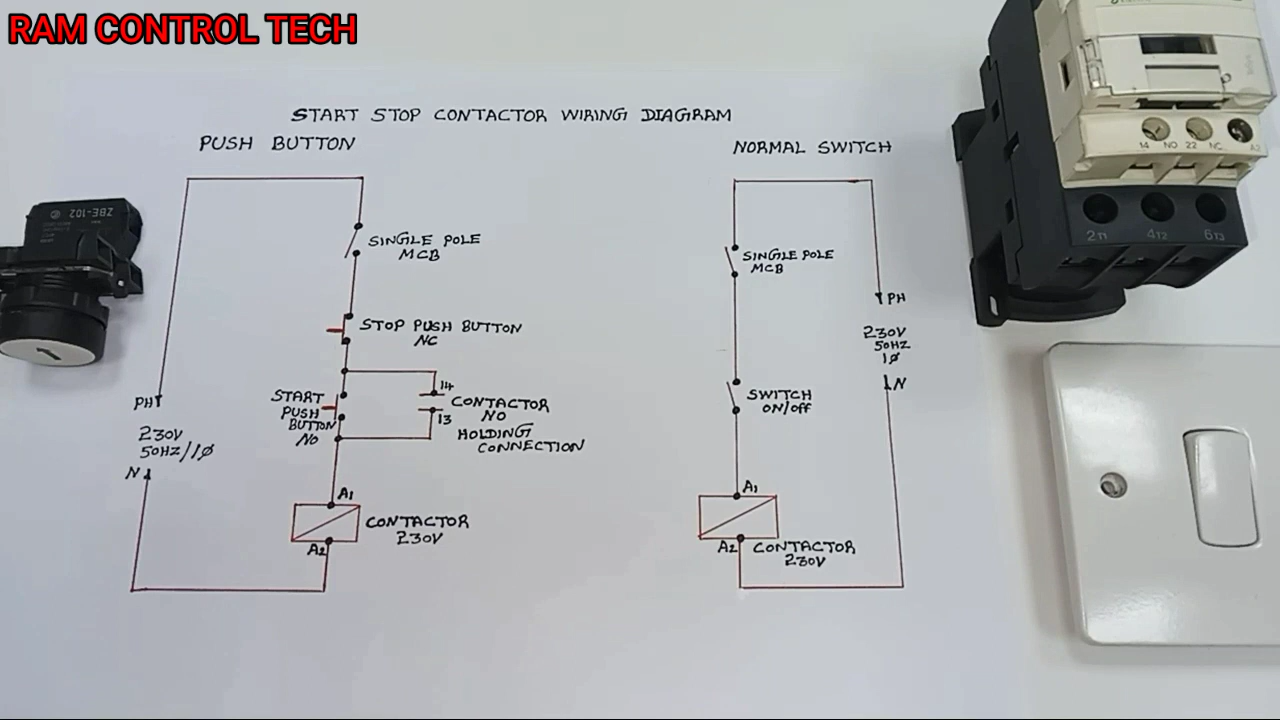 RAM CONTROL TECH
START STOP CONTACTOR WIRING DIAGRAM
PUSH BUTTON
SINGLE POLE
MCB
STOP PUSH BUTTON
NC
START
PUSH
BUTTON
NO
14
CONTACTOR
NO
13
HOLDING
CONNECTION
PH
230V
50HZ/1Ø
N
A1
CONTACTOR
230V
A2
NORMAL SWITCH
SINGLE POLE
MCB
PH
230V
50HZ
1Ø
N
SWITCH
ON/OFF
A1
A2
CONTACTOR
230V
ZBE-102
14 NO 22 NC
2T1 4T2 6T3